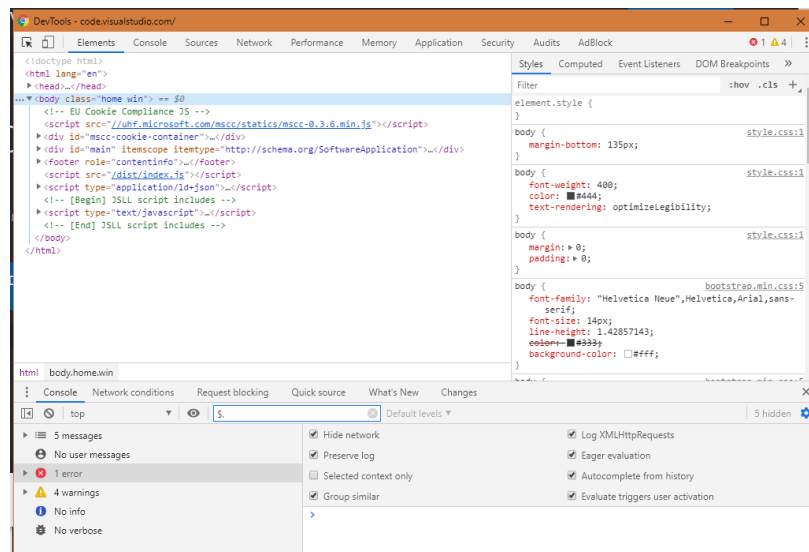 DevTools - code.visualstudio.com/
Elements Console Sources Network Performance Memory Application Security Audits AdBlock 1 4
<!doctype html>
<html lang="en">
<head>…</head>
<body class="home win"> == $0
<!-- EU Cookie Compliance JS -->
<script src="//uhf.microsoft.com/mscc/statics/mscc-0.3.6.min.js"></script>
<div id="mscc-cookie-container">…</div>
<div id="main" itemscope itemtype="http://schema.org/SoftwareApplication">…</div>
<footer role="contentinfo">…</footer>
<script src="/dist/index.js"></script>
<script type="application/ld+json">…</script>
<!-- [Begin] JSLL script includes -->
<script type="text/javascript">…</script>
<!-- [End] JSLL script includes -->
</body>
</html>
html body.home.win
Styles Computed Event Listeners DOM Breakpoints »
Filter :hov .cls +
element.style {
}
body { style.css:1
margin-bottom: 135px;
}
body { style.css:1
font-weight: 400;
color: #444;
text-rendering: optimizeLegibility;
}
body { style.css:1
margin: 0;
padding: 0;
}
body { bootstrap.min.css:5
font-family: "Helvetica Neue",Helvetica,Arial,sans-
serif;
font-size: 14px;
line-height: 1.42857143;
color: #333;
background-color: #fff;
}
Console Network conditions Request blocking Quick source What's New Changes
top $. Default levels 5 hidden
5 messages
No user messages
1 error
4 warnings
No info
No verbose
Hide network
Preserve log
Selected context only
Group similar
Log XMLHttpRequests
Eager evaluation
Autocomplete from history
Evaluate triggers user activation
>